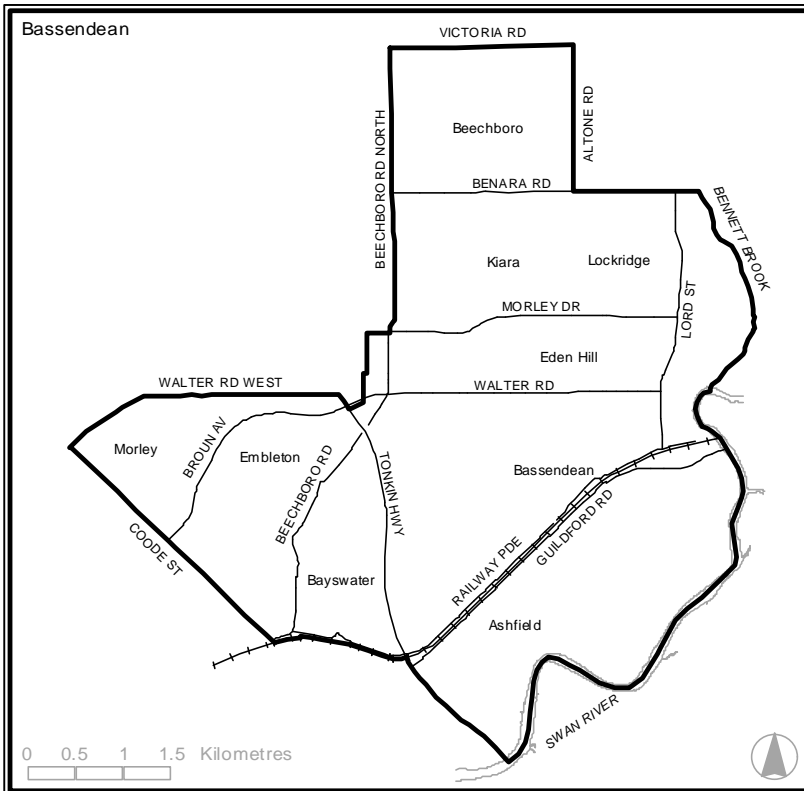 Bassendean
VICTORIA RD
BEECHBORO RD NORTH
Beechboro
ALTONE RD
BENARA RD
BENNETT BROOK
Kiara
Lockridge
LORD ST
MORLEY DR
Eden Hill
WALTER RD WEST
WALTER RD
Morley
BROUN AV
Embleton
BEECHBORO RD
TONKIN HWY
Bassendean
COODE ST
RAILWAY PDE
GUILDFORD RD
Bayswater
Ashfield
SWAN RIVER
0 0.5 1 1.5 Kilometres